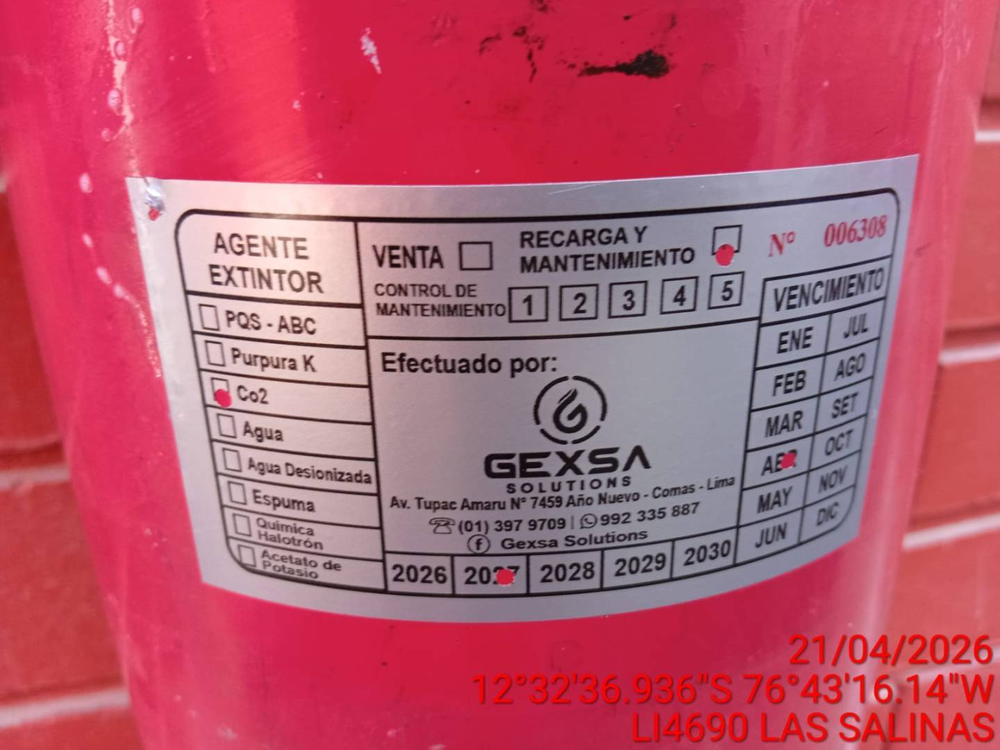 AGENTE
EXTINTOR
PQS - ABC
Purpura K
Co2
Agua
Agua Desionizada
Espuma
Quimica
Halotrón
Acetato de
Potasio
VENTA
RECARGA Y
MANTENIMIENTO
Nº 006308
CONTROL DE
MANTENIMIENTO 1 2 3 4 5
Efectuado por:
GEXSA
SOLUTIONS
Av. Tupac Amaru N° 7459 Año Nuevo - Comas - Lima
(01) 397 9709 | 992 335 887
Gexsa Solutions
2026 2027 2028 2029 2030
VENCIMIENTO
ENE JUL
FEB AGO
MAR SET
ABR OCT
MAY NOV
JUN DIC
21/04/2026
12°32'36.936"S 76°43'16.14"W
LI4690 LAS SALINAS